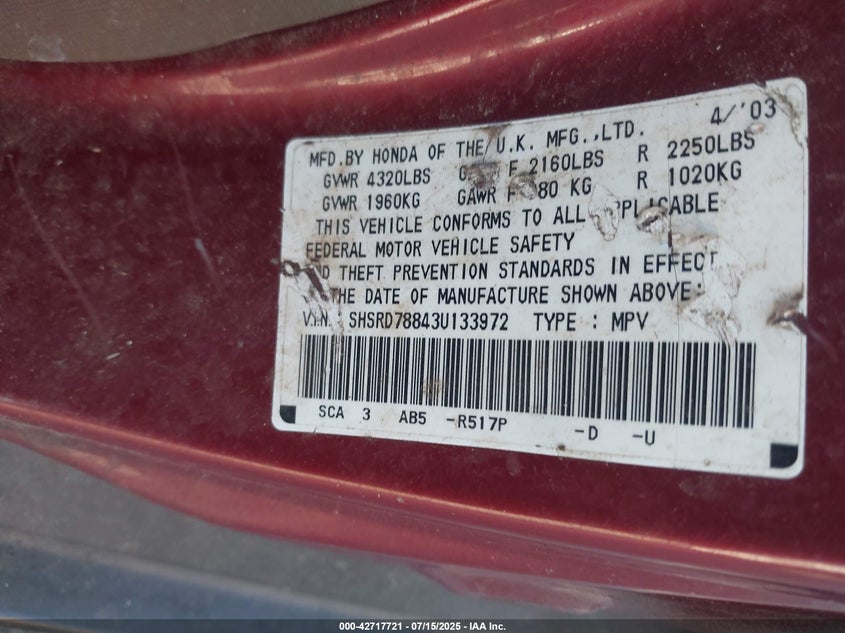 4/'03
MFD.BY HONDA OF THE U.K. MFG.,LTD.
GVWR 4320LBS F 2160LBS R 2250LBS
GVWR 1960KG GAWR KG R 1020KG
THIS VEHICLE CONFORMS TO ALL
FEDERAL MOTOR VEHICLE SAFETY
THEFT PREVENTION STANDARDS IN EFFECT
THE DATE OF MANUFACTURE SHOWN ABOVE:
V.I.N. SHSRD78843U133972 TYPE : MPV
SCA 3 AB5 -R517P -D -U
000-42717721 - 07/15/2025 - IAA Inc.